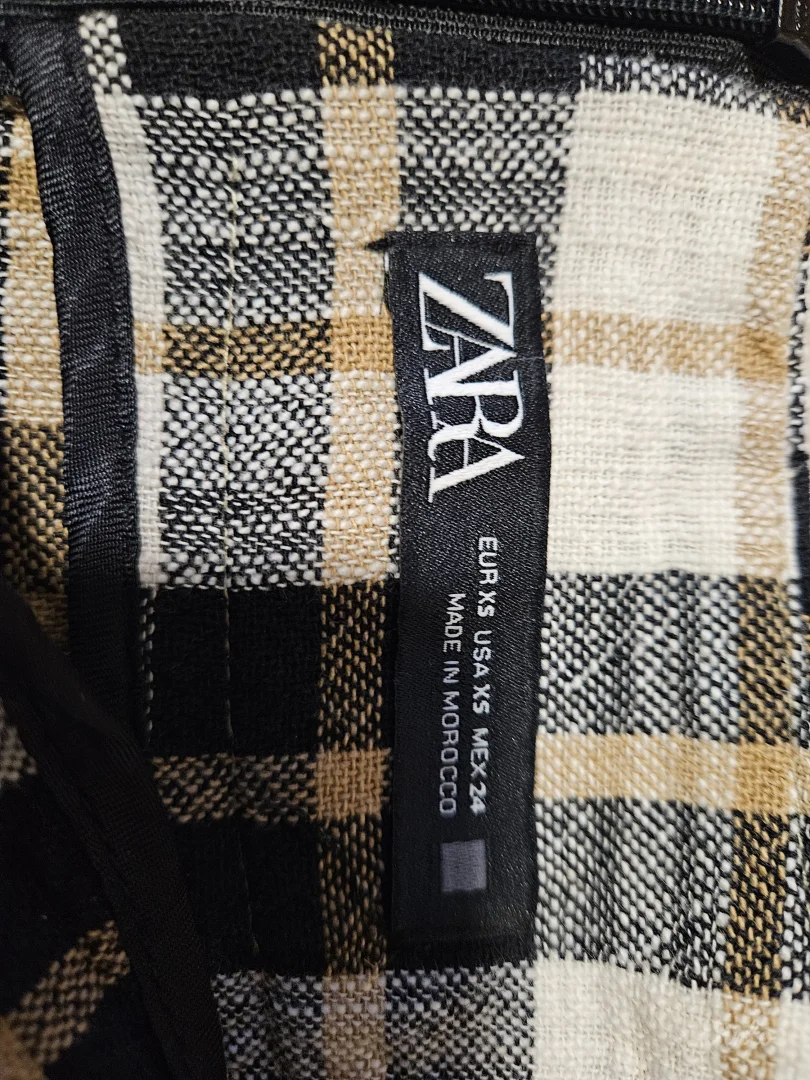 ZARA
EUR XS USA XS MEX 24
MADE IN MOROCCO